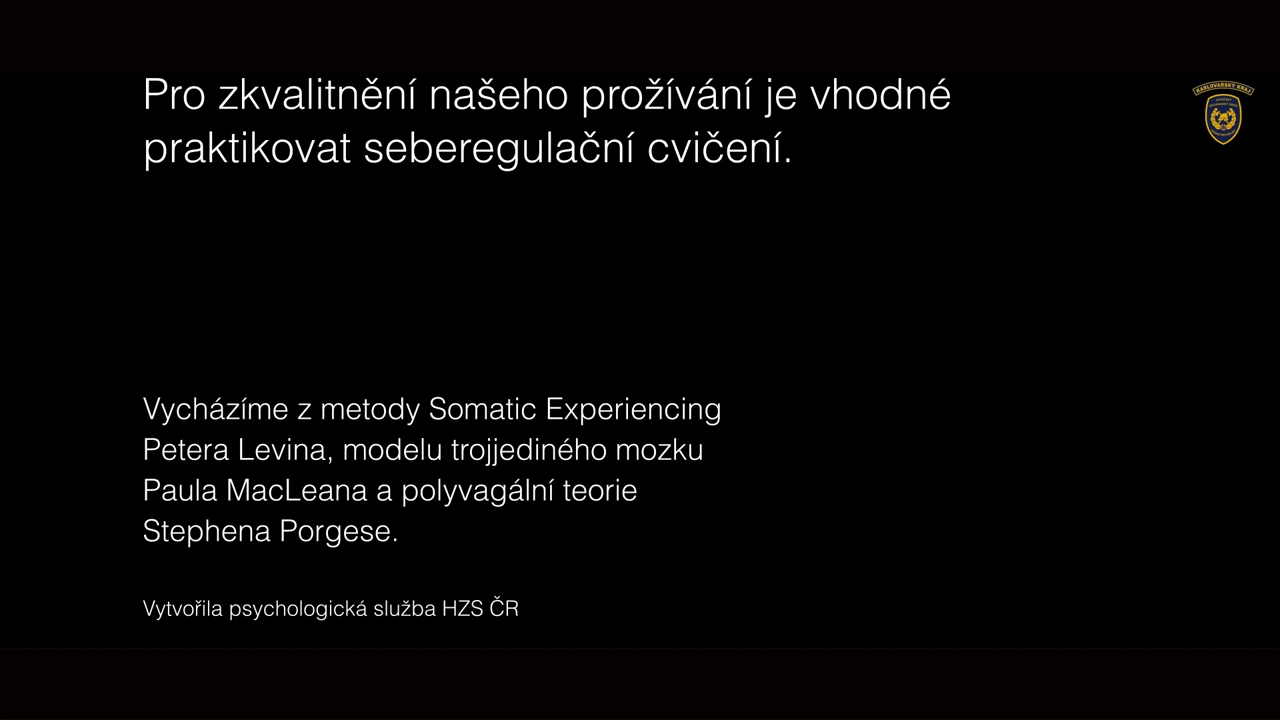 Pro zkvalitnění našeho prožívání je vhodné
praktikovat seberegulační cvičení.
KARLOVARSKÝ KRAJ
Vycházíme z metody Somatic Experiencing
Petera Levina, modelu trojjediného mozku
Paula MacLeana a polyvagální teorie
Stephena Porgese.
Vytvořila psychologická služba HZS ČR